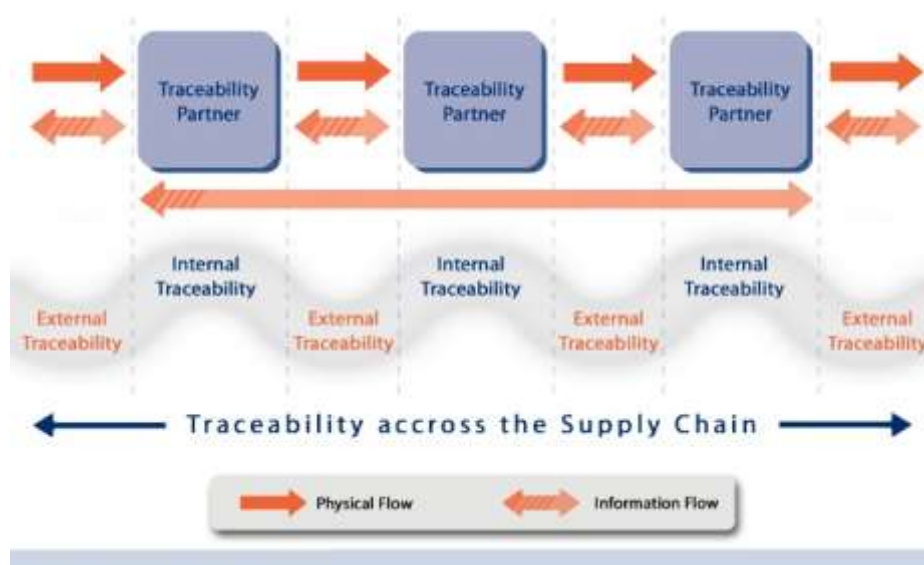 Traceability
Partner
Traceability
Partner
Traceability
Partner
Internal
Traceability
Internal
Traceability
Internal
Traceability
External
Traceability
External
Traceability
External
Traceability
External
Traceability
Traceability accross the Supply Chain
Physical Flow
Information Flow